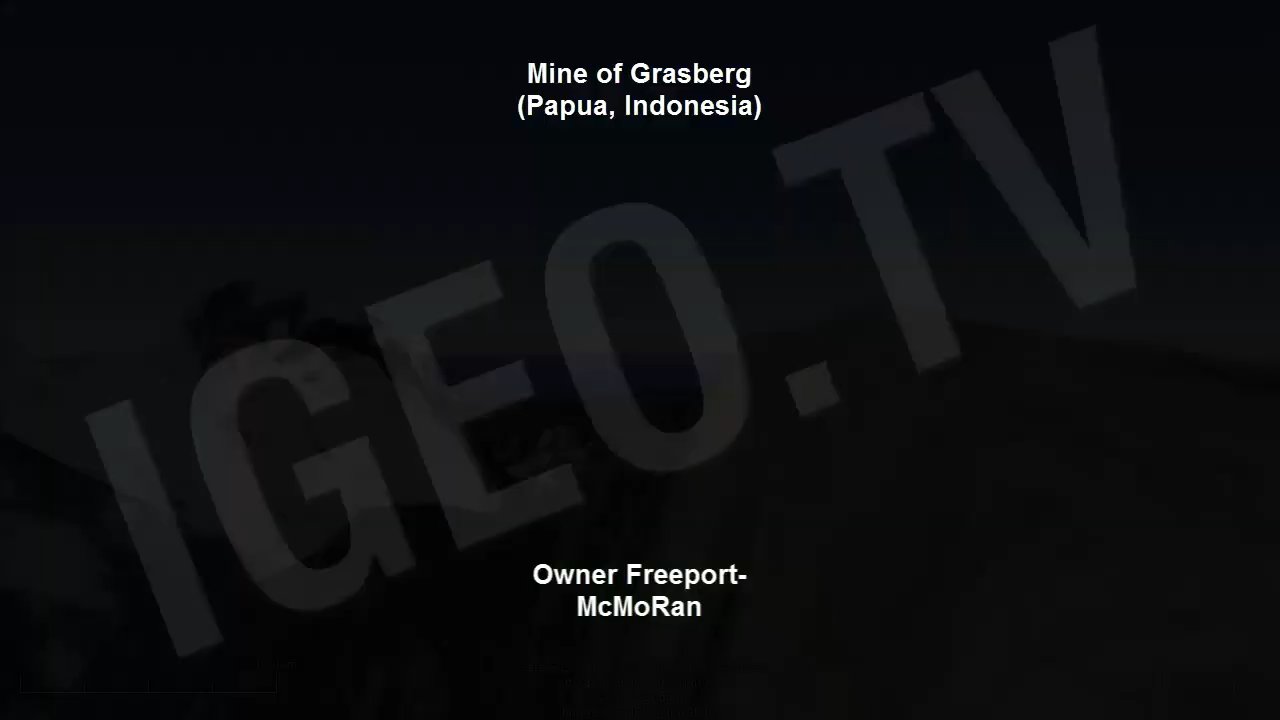 Mine of Grasberg
(Papua, Indonesia)
IGEO.TV
Owner Freeport-
McMoRan